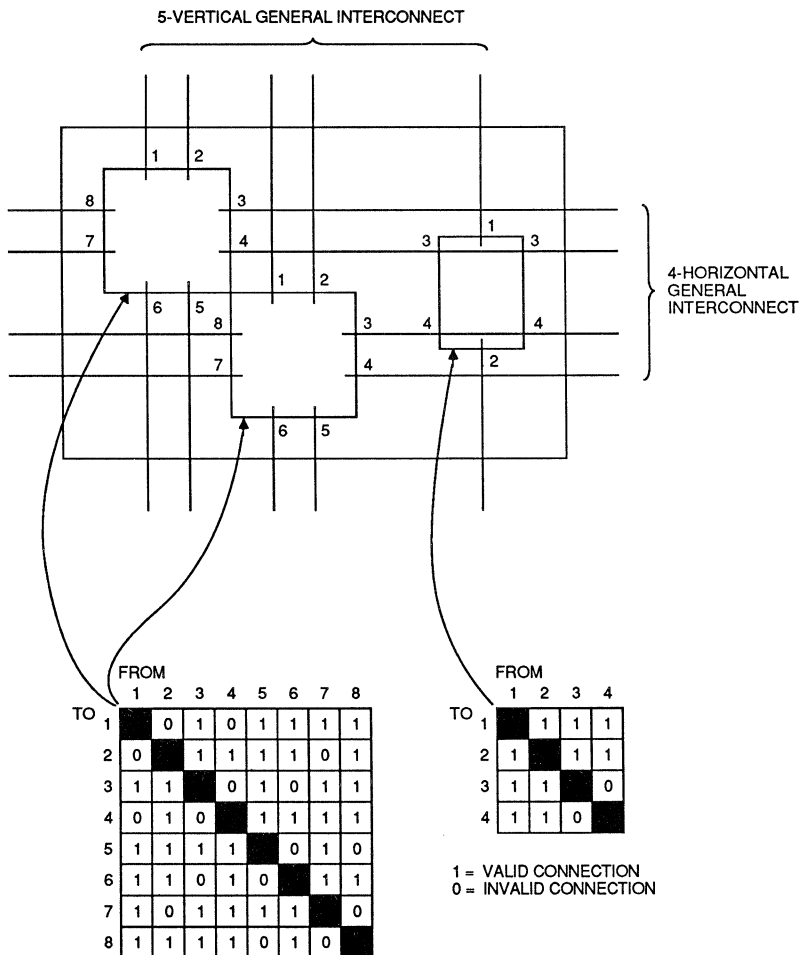 5-VERTICAL GENERAL INTERCONNECT
1 2
8 3
1
7 4 3 3
4-HORIZONTAL
GENERAL
INTERCONNECT
6 5 1 2
8 3 4 4
7 4 2
6 5
FROM
1 2 3 4 5 6 7 8
TO
1 0 1 0 1 1 1 1
2 0 1 1 1 1 0 1
3 1 1 0 1 0 1 1
4 0 1 0 1 1 1 1
5 1 1 1 1 0 1 0
6 1 1 0 1 0 1 1
7 1 0 1 1 1 1 0
8 1 1 1 1 0 1 0
FROM
1 2 3 4
TO
1 1 1 1
2 1 1 1
3 1 1 0
4 1 1 0
1 = VALID CONNECTION
0 = INVALID CONNECTION